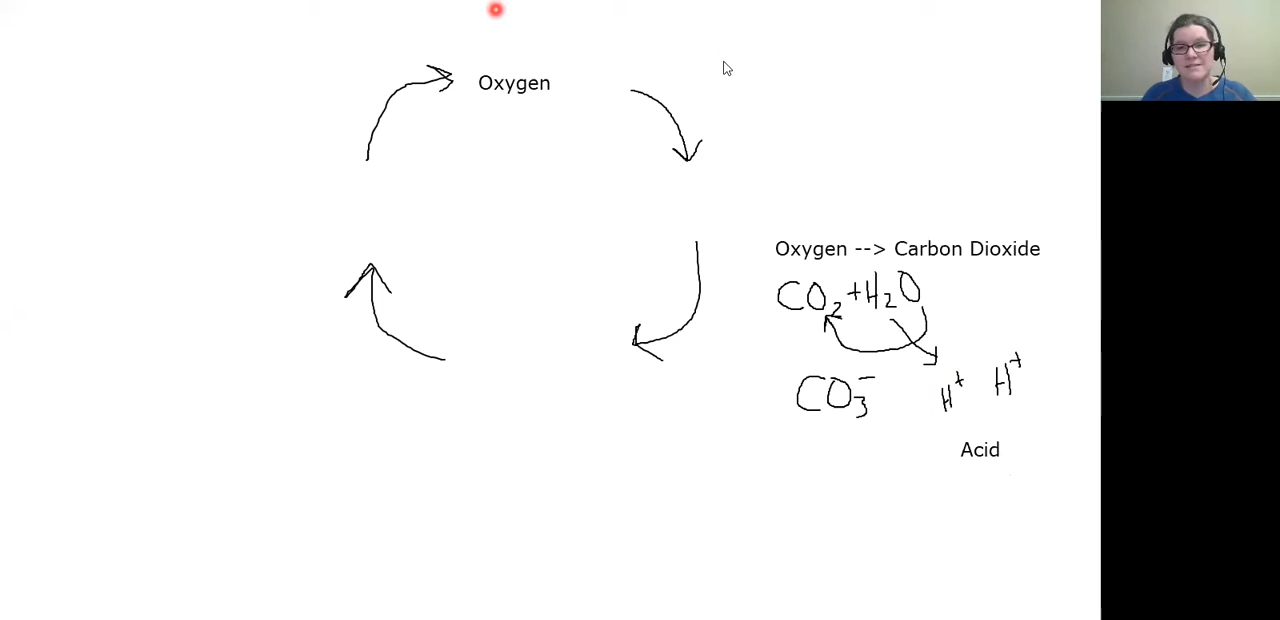 Oxygen
Oxygen --> Carbon Dioxide
CO₂+H₂O
CO₃⁻ H⁺ H⁺
Acid